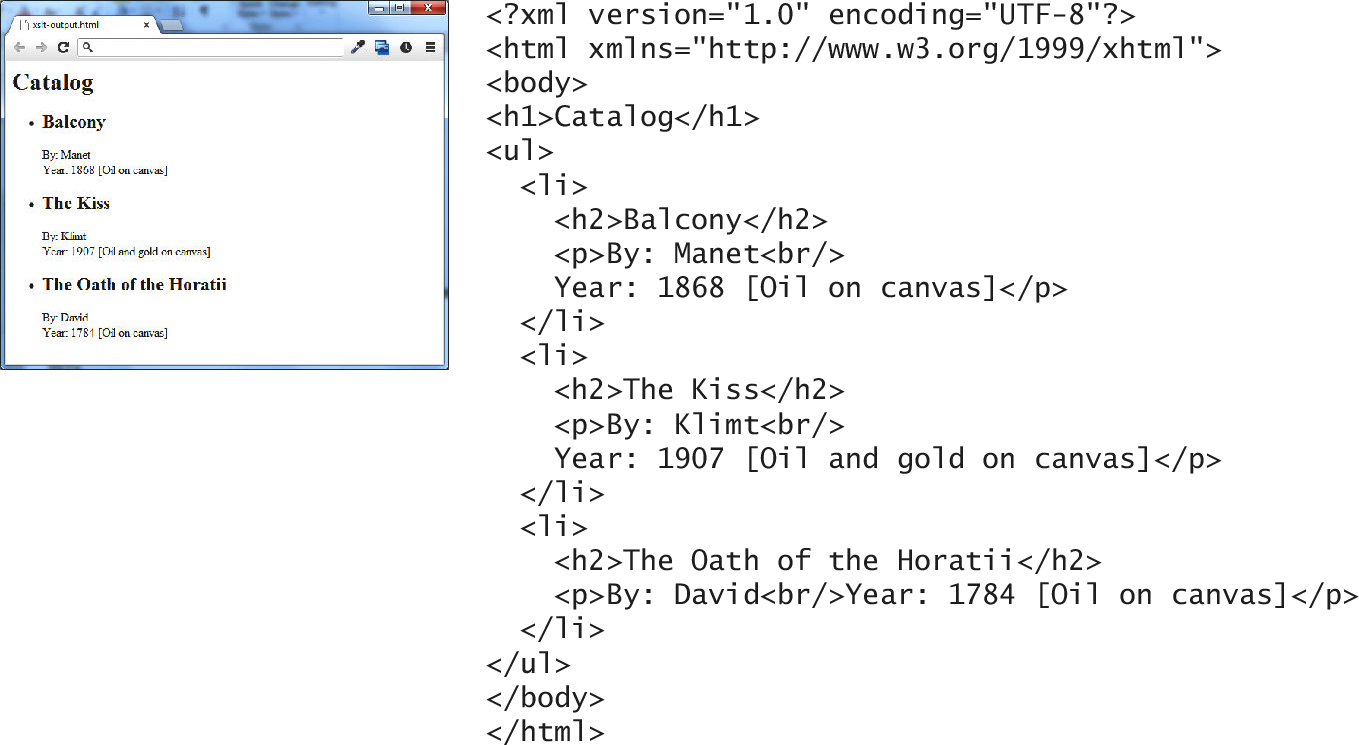 xslt-output.html
Catalog
• Balcony
By: Manet
Year: 1868 [Oil on canvas]
• The Kiss
By: Klimt
Year: 1907 [Oil and gold on canvas]
• The Oath of the Horatii
By: David
Year: 1784 [Oil on canvas]
<?xml version="1.0" encoding="UTF-8"?>
<html xmlns="http://www.w3.org/1999/xhtml">
<body>
<h1>Catalog</h1>
<ul>
  <li>
    <h2>Balcony</h2>
    <p>By: Manet<br/>
    Year: 1868 [Oil on canvas]</p>
  </li>
  <li>
    <h2>The Kiss</h2>
    <p>By: Klimt<br/>
    Year: 1907 [Oil and gold on canvas]</p>
  </li>
  <li>
    <h2>The Oath of the Horatii</h2>
    <p>By: David<br/>Year: 1784 [Oil on canvas]</p>
  </li>
</ul>
</body>
</html>